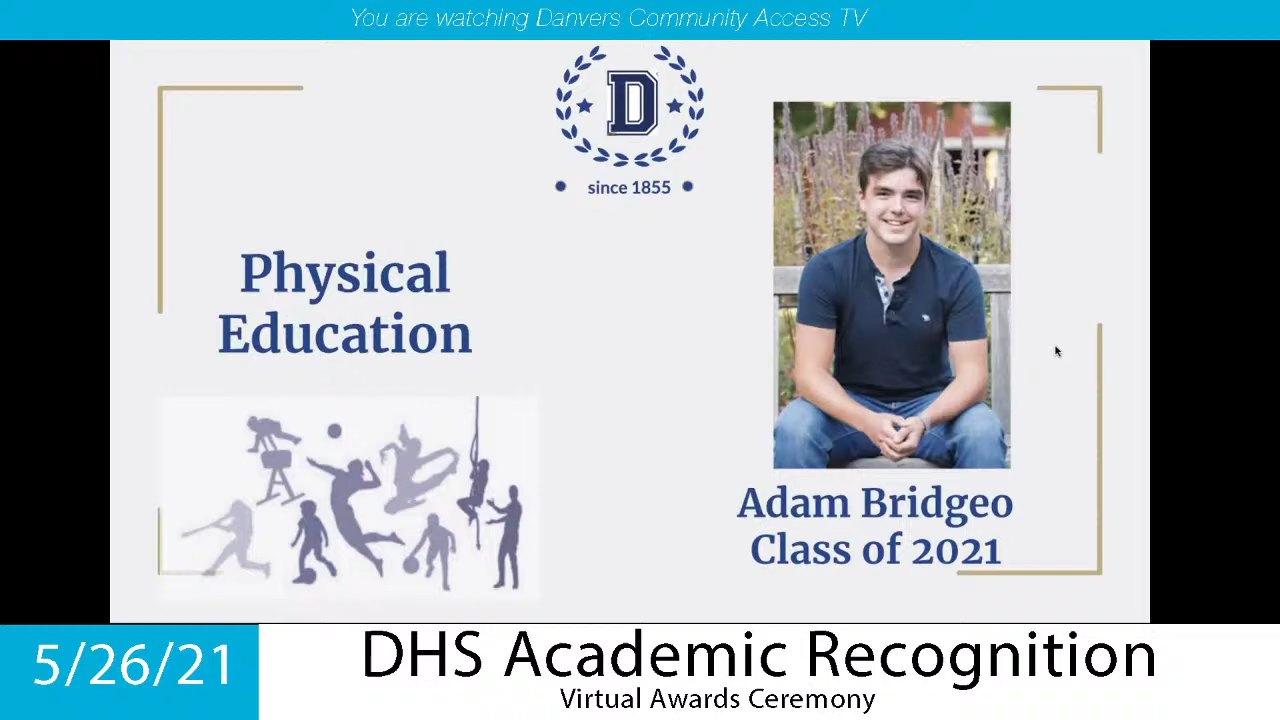 You are watching Danvers Community Access TV
D
since 1855
Physical
Education
Adam Bridgeo
Class of 2021
5/26/21
DHS Academic Recognition
Virtual Awards Ceremony